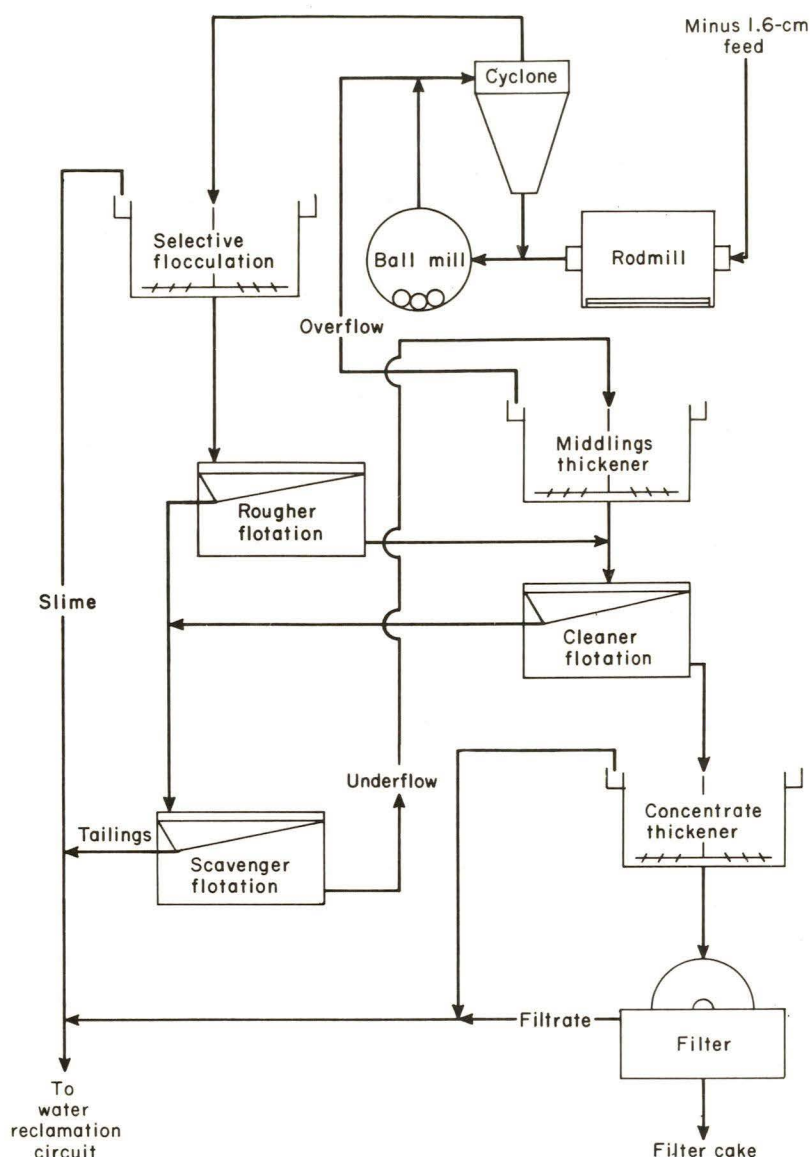 Minus 1.6-cm
feed
Cyclone
Selective
flocculation
Ball mill
Rodmill
Overflow
Middlings
thickener
Rougher
flotation
Slime
Cleaner
flotation
Underflow
Concentrate
thickener
Tailings
Scavenger
flotation
Filtrate
Filter
To
water
reclamation
circuit
Filter cake